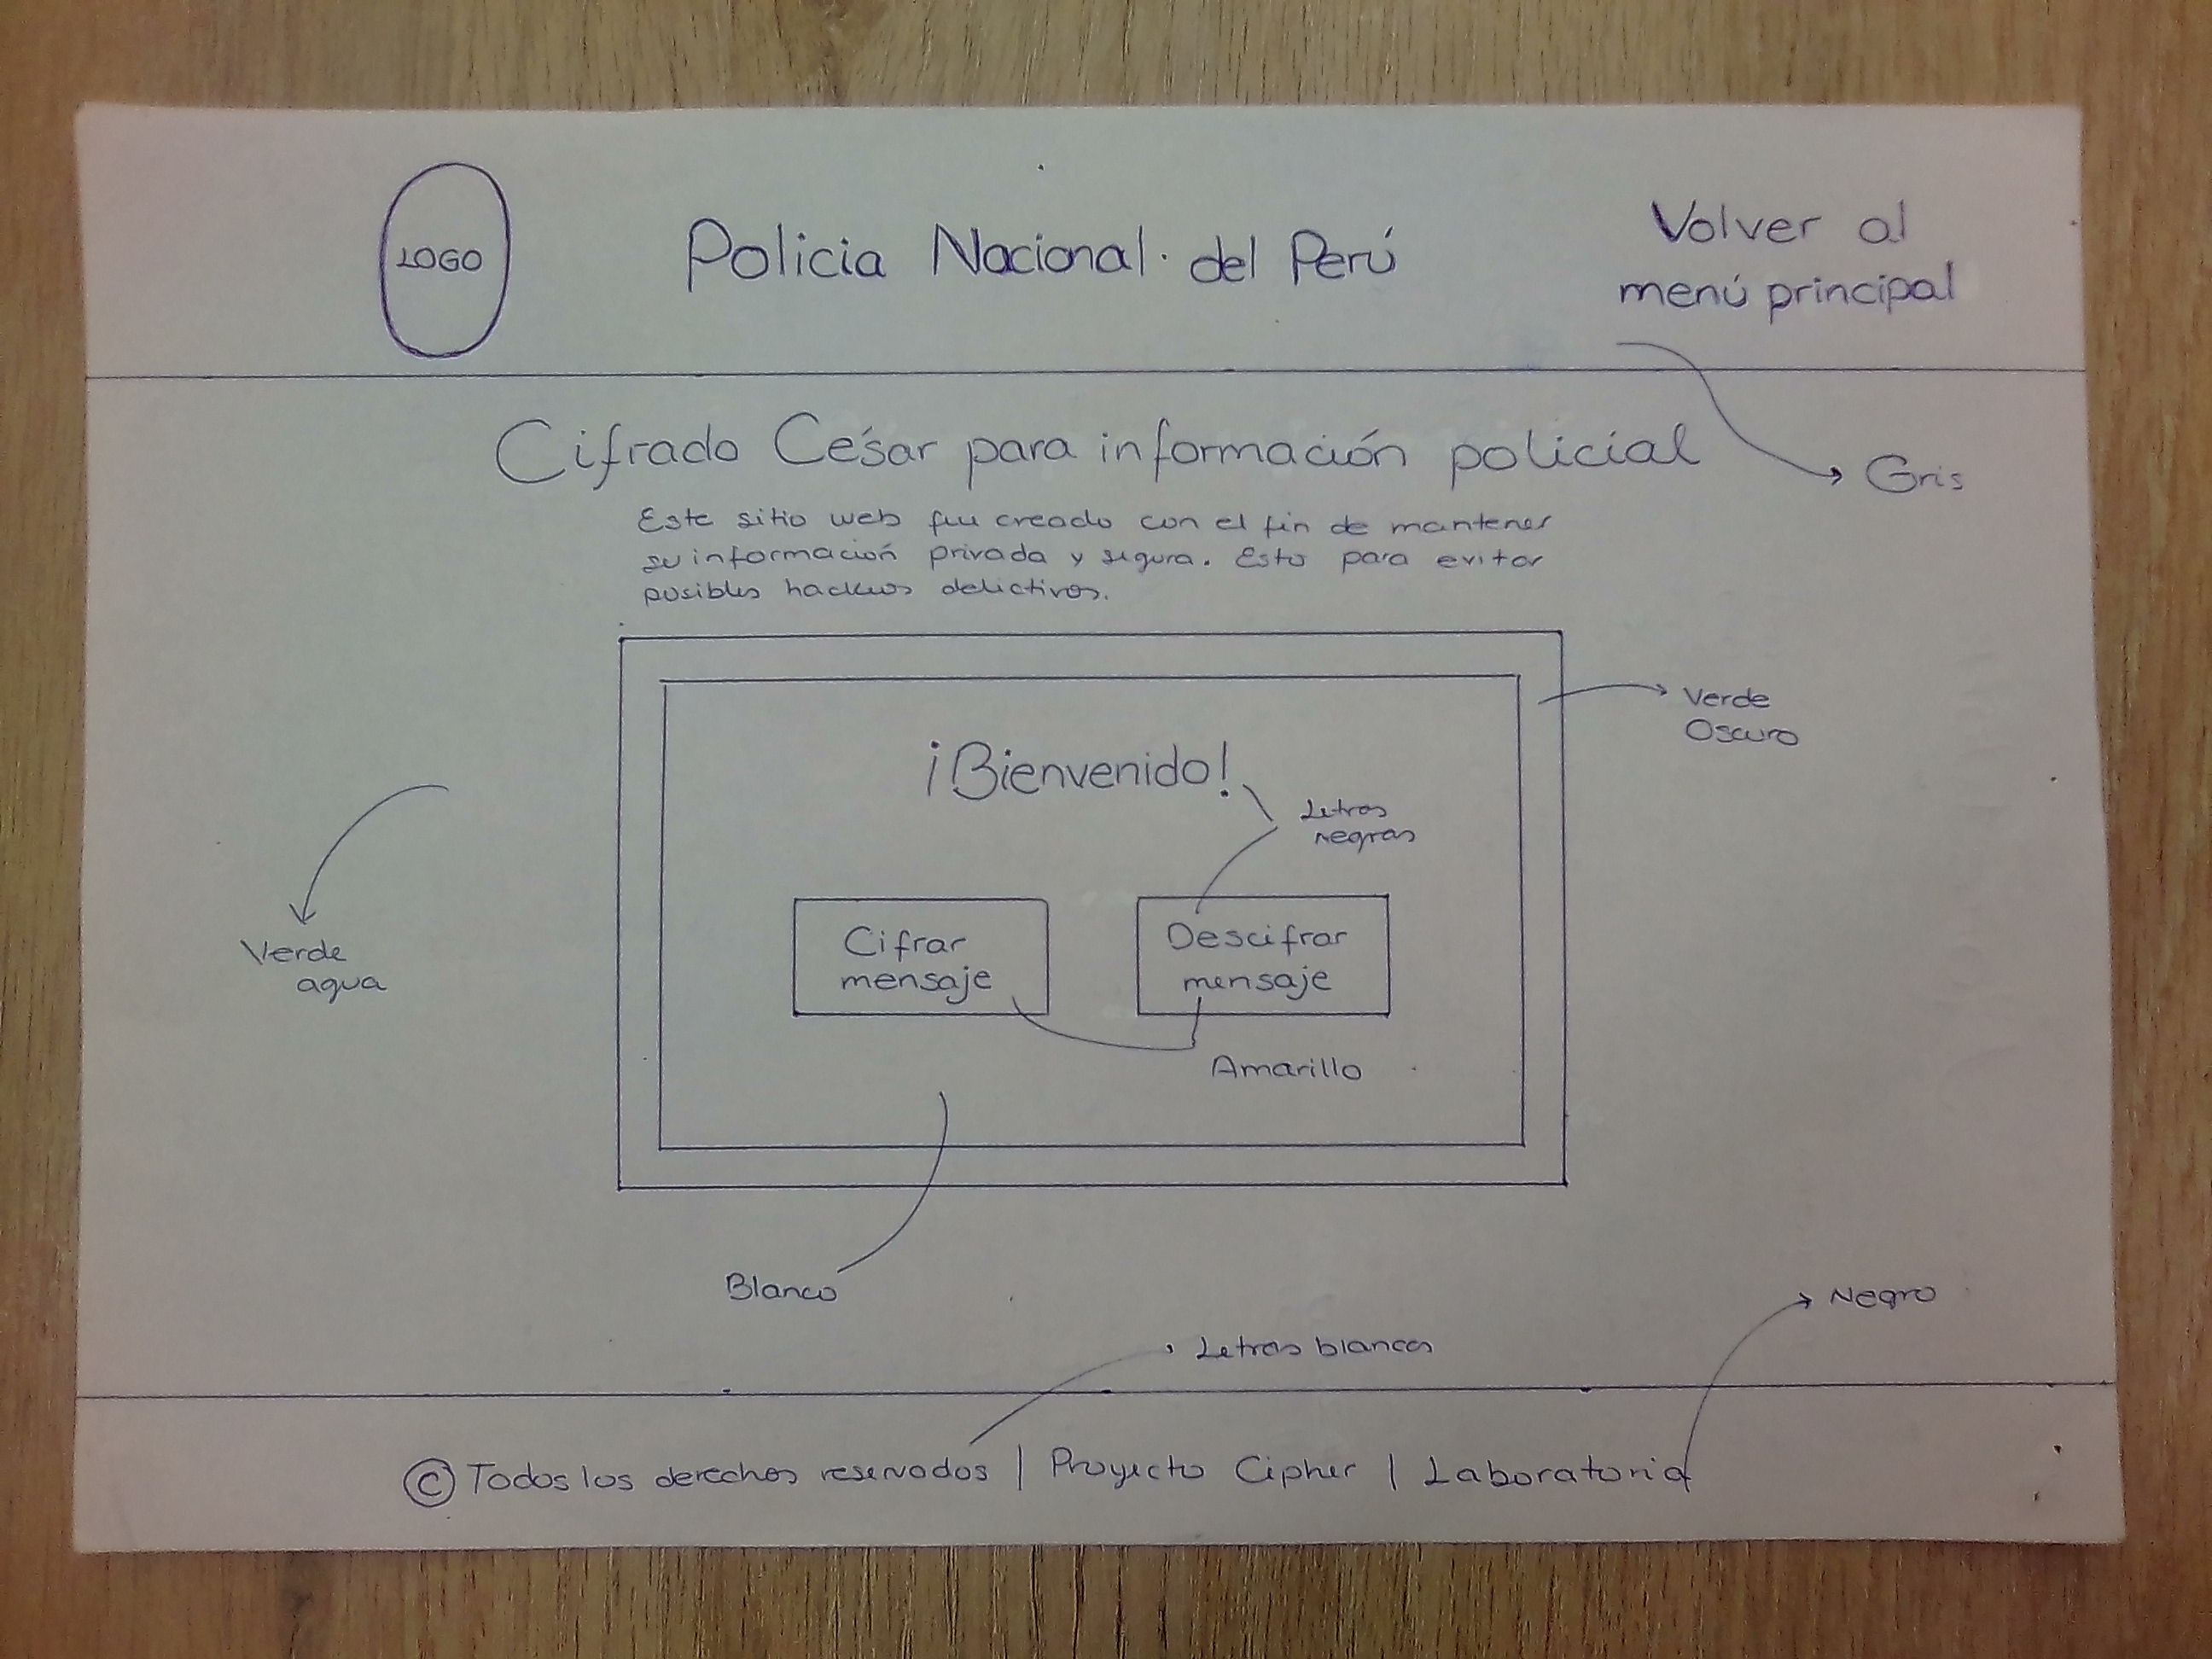 LOGO
Policia Nacional del Perú
Volver al
menú principal
Cifrado César para información policial
Gris
Este sitio web fue creado con el fin de mantener
su información privada y segura. Esto para evitar
posibles hackeos delictivos.
Verde
Oscuro
¡Bienvenido!
Letras
negras
Cifrar
mensaje
Descifrar
mensaje
Verde
agua
Amarillo
Blanco
Negro
Letras blancas
© Todos los derechos reservados | Proyecto Cipher | Laboratoria